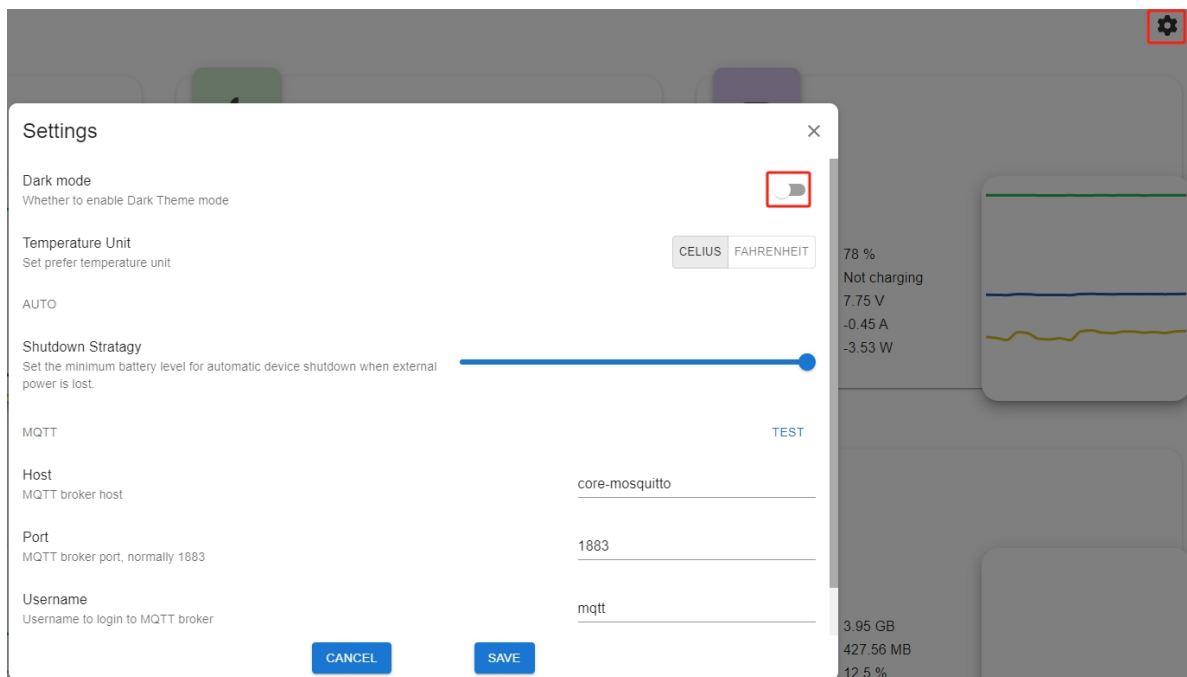 Settings
Dark mode
Whether to enable Dark Theme mode
Temperature Unit
Set prefer temperature unit
CELIUS FAHRENHEIT
AUTO
Shutdown Stratagy
Set the minimum battery level for automatic device shutdown when external
power is lost.
MQTT
TEST
Host
MQTT broker host
core-mosquitto
Port
MQTT broker port, normally 1883
1883
Username
Username to login to MQTT broker
mqtt
CANCEL
SAVE
78 %
Not charging
7.75 V
-0.45 A
-3.53 W
3.95 GB
427.56 MB
12.5 %